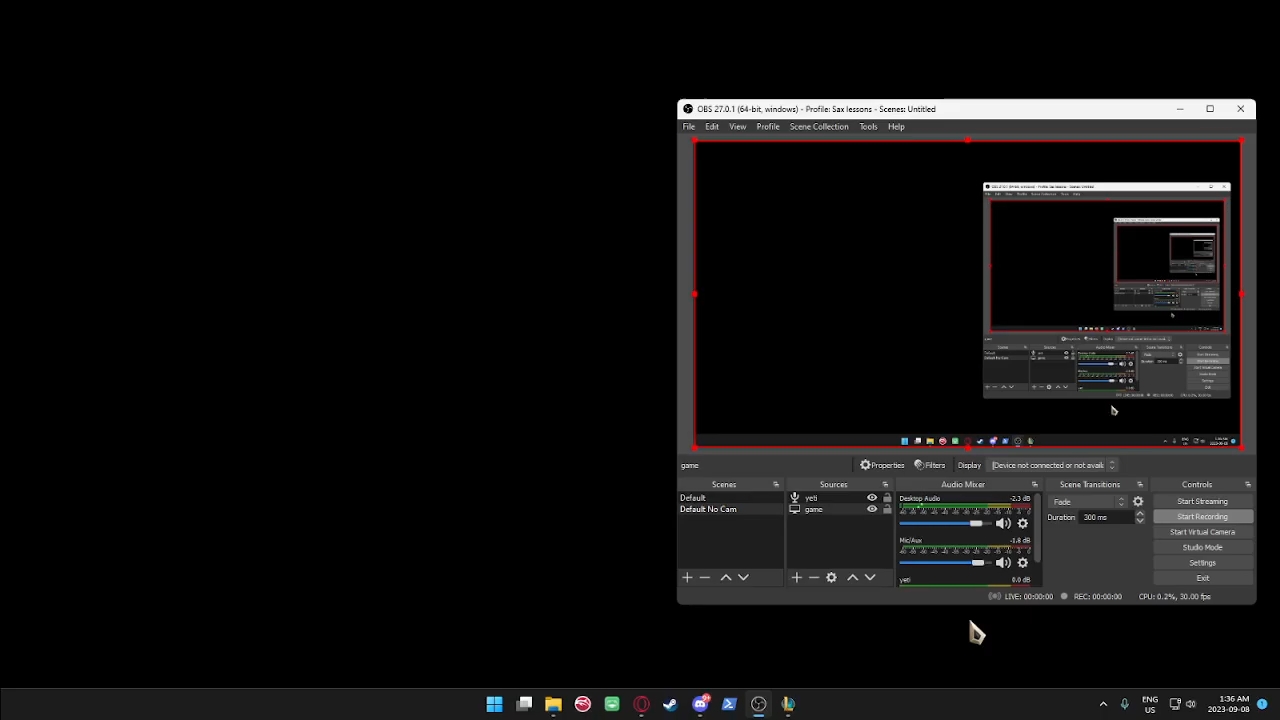 OBS 27.0.1 (64-bit, windows) - Profile: Sax lessons - Scenes: Untitled
File Edit View Profile Scene Collection Tools Help
game Properties Filters Display [Device not connected or not availa
Scenes Sources Audio Mixer Scene Transitions Controls
Default yeti Desktop Audio -2.3 dB Fade Start Streaming
Default No Cam game Duration 300 ms Start Recording
Start Virtual Camera
Mic/Aux -1.8 dB Studio Mode
Settings
yeti 0.0 dB Exit
LIVE: 00:00:00 REC: 00:00:00 CPU: 0.2%, 30.00 fps
9+
ENG 1:36 AM
US 2023-09-08 1